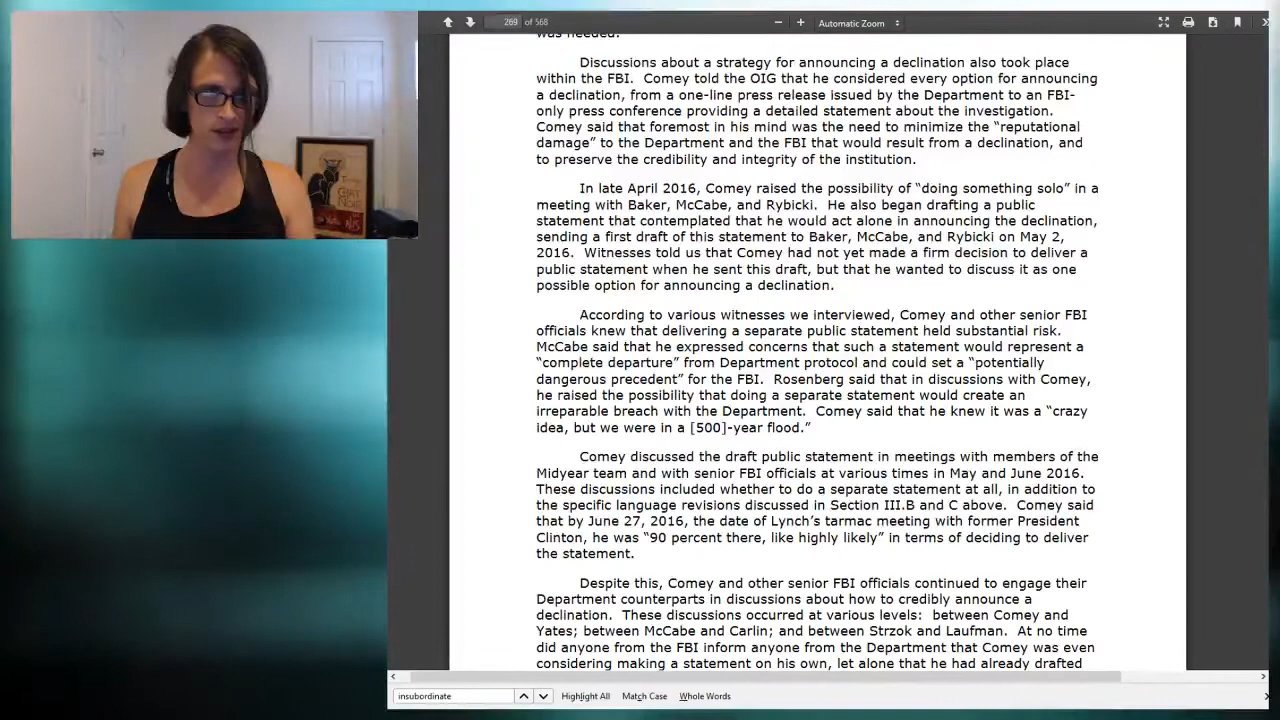 269 of 568
Automatic Zoom
was needed.
Discussions about a strategy for announcing a declination also took place
within the FBI. Comey told the OIG that he considered every option for announcing
a declination, from a one-line press release issued by the Department to an FBI-
only press conference providing a detailed statement about the investigation.
Comey said that foremost in his mind was the need to minimize the “reputational
damage” to the Department and the FBI that would result from a declination, and
to preserve the credibility and integrity of the institution.
In late April 2016, Comey raised the possibility of “doing something solo” in a
meeting with Baker, McCabe, and Rybicki. He also began drafting a public
statement that contemplated that he would act alone in announcing the declination,
sending a first draft of this statement to Baker, McCabe, and Rybicki on May 2,
2016. Witnesses told us that Comey had not yet made a firm decision to deliver a
public statement when he sent this draft, but that he wanted to discuss it as one
possible option for announcing a declination.
According to various witnesses we interviewed, Comey and other senior FBI
officials knew that delivering a separate public statement held substantial risk.
McCabe said that he expressed concerns that such a statement would represent a
“complete departure” from Department protocol and could set a “potentially
dangerous precedent” for the FBI. Rosenberg said that in discussions with Comey,
he raised the possibility that doing a separate statement would create an
irreparable breach with the Department. Comey said that he knew it was a “crazy
idea, but we were in a [500]-year flood.”
Comey discussed the draft public statement in meetings with members of the
Midyear team and with senior FBI officials at various times in May and June 2016.
These discussions included whether to do a separate statement at all, in addition to
the specific language revisions discussed in Section III.B and C above. Comey said
that by June 27, 2016, the date of Lynch’s tarmac meeting with former President
Clinton, he was “90 percent there, like highly likely” in terms of deciding to deliver
the statement.
Despite this, Comey and other senior FBI officials continued to engage their
Department counterparts in discussions about how to credibly announce a
declination. These discussions occurred at various levels: between Comey and
Yates; between McCabe and Carlin; and between Strzok and Laufman. At no time
did anyone from the FBI inform anyone from the Department that Comey was even
considering making a statement on his own, let alone that he had already drafted
insubordinate
Highlight All
Match Case
Whole Words